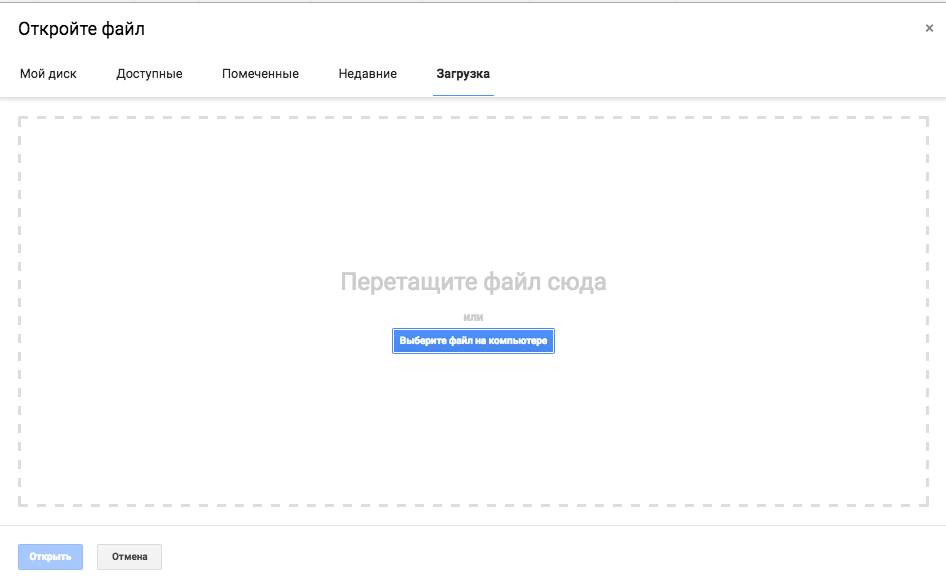 Откройте файл
×
Мой диск Доступные Помеченные Недавние Загрузка
Перетащите файл сюда
или
Выберите файл на компьютере
Открыть Отмена